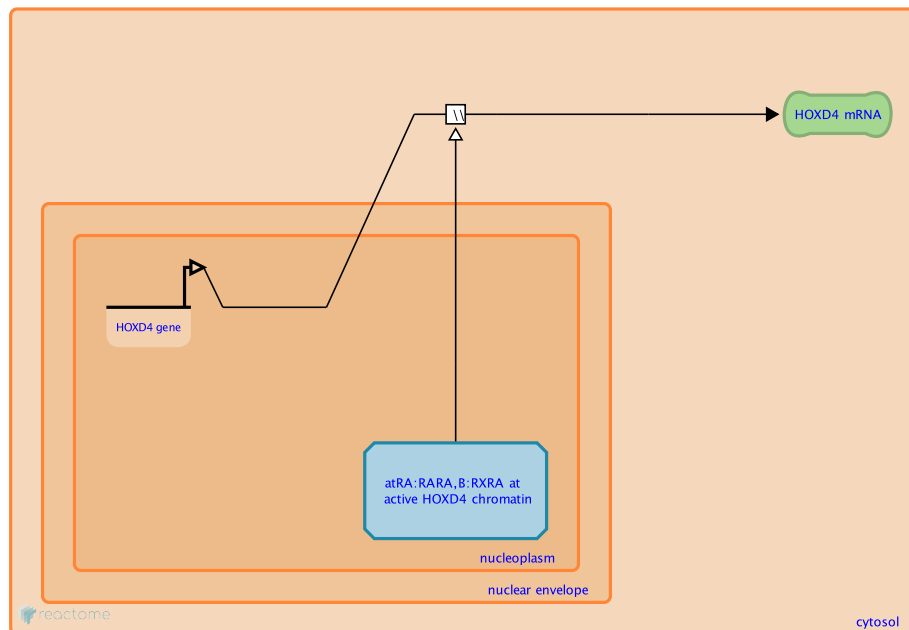 \\
HOXD4 mRNA
HOXD4 gene
atRA:RARA,B:RXRA at
active HOXD4 chromatin
nucleoplasm
nuclear envelope
reactome
cytosol